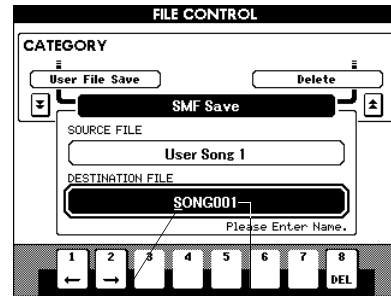 FILE CONTROL
CATEGORY
User File Save
Delete
SMF Save
SOURCE FILE
User Song 1
DESTINATION FILE
SONG001
Please Enter Name.
1 2 3 4 5 6 7 8
← → DEL